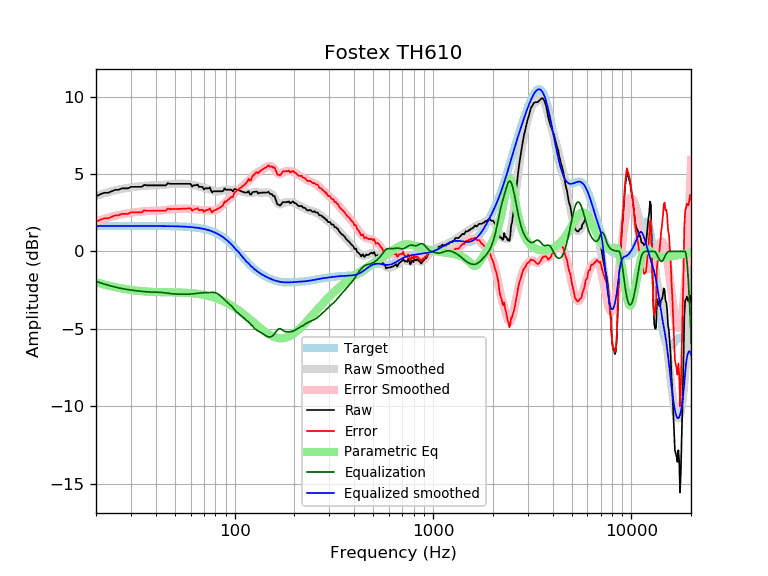 Fostex TH610
Amplitude (dBr)
10
5
0
−5
−10
−15
Target
Raw Smoothed
Error Smoothed
Raw
Error
Parametric Eq
Equalization
Equalized smoothed
100
1000
10000
Frequency (Hz)